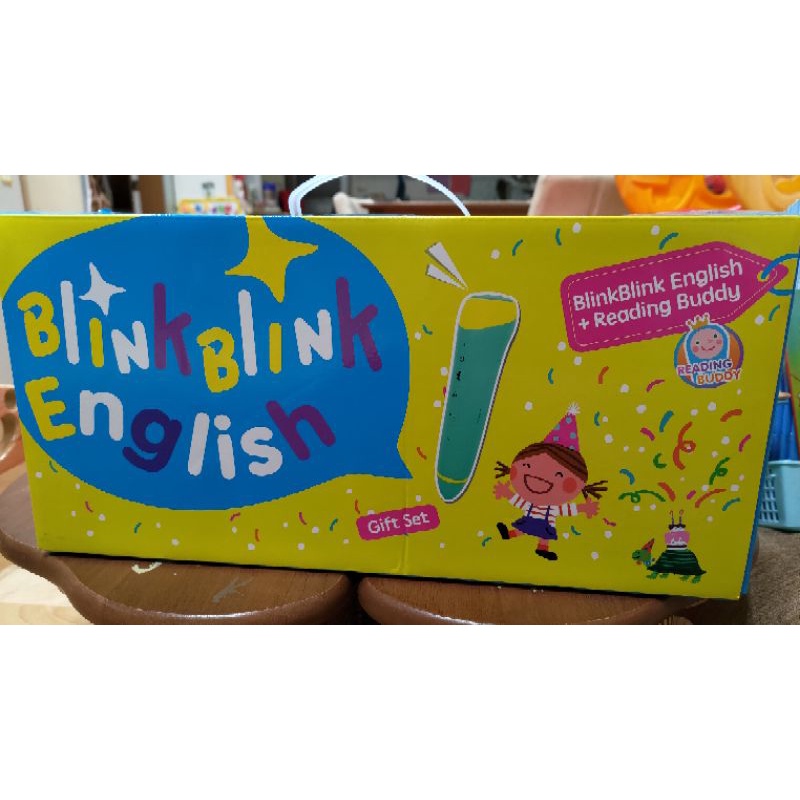 BlinkBlink
English
BlinkBlink English
+ Reading Buddy
READING
BUDDY
Gift Set